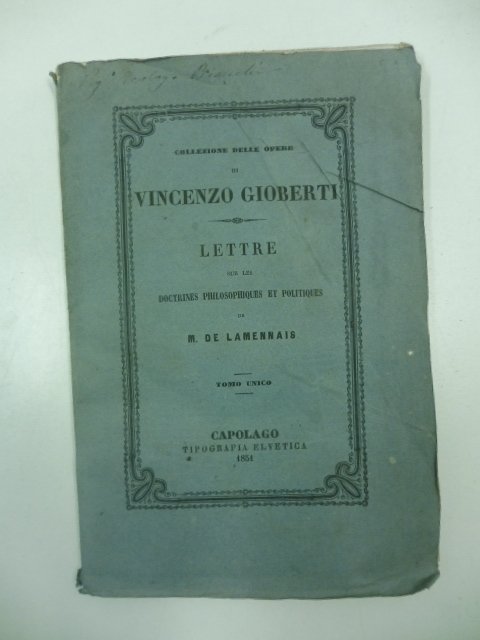 COLLEZIONE DELLE OPERE
DI
VINCENZO GIOBERTI
LETTRE
SUR LES
DOCTRINES PHILOSOPHIQUES ET POLITIQUES
DE
M. DE LAMENNAIS
TOMO UNICO
CAPOLAGO
TIPOGRAFIA ELVETICA
1851